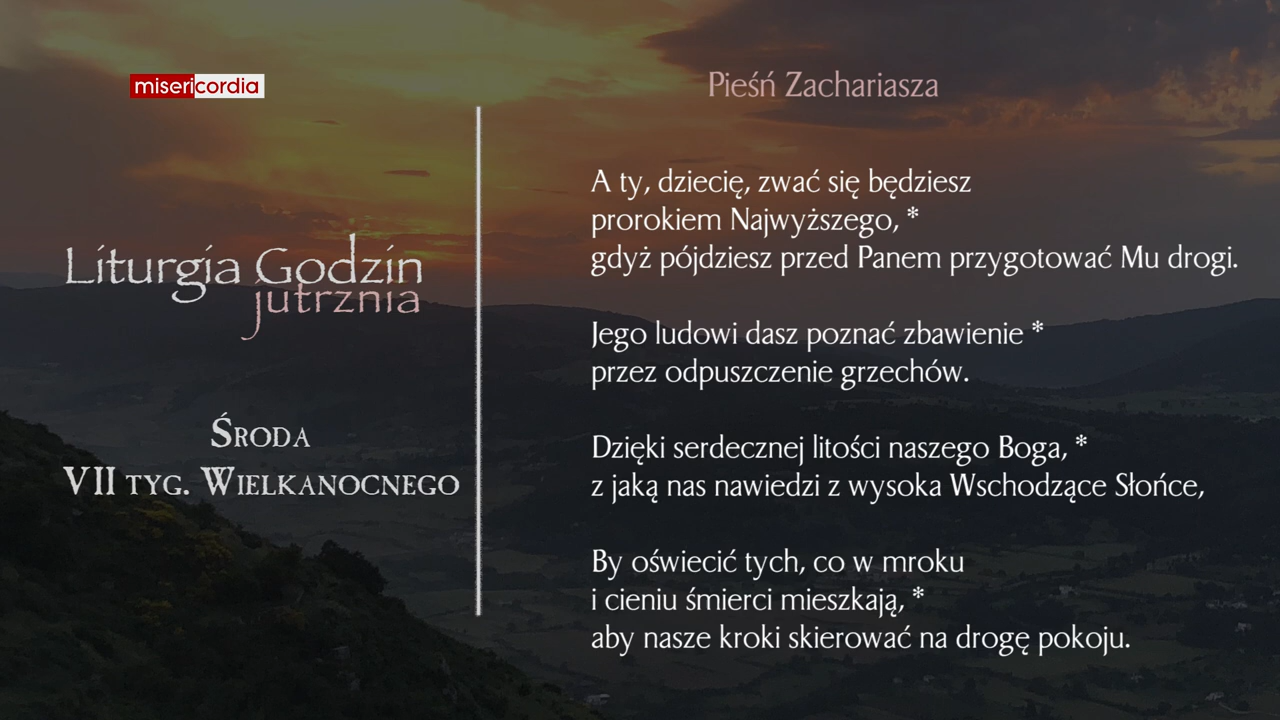 misericordia
Liturgia Godzin
jutrznia
Środa
VII tyg. Wielkanocnego
Pieśń Zachariasza
A ty, dziecię, zwać się będziesz
prorokiem Najwyższego, *
gdyż pójdziesz przed Panem przygotować Mu drogi.
Jego ludowi dasz poznać zbawienie *
przez odpuszczenie grzechów.
Dzięki serdecznej litości naszego Boga, *
z jaką nas nawiedzi z wysoka Wschodzące Słońce,
By oświecić tych, co w mroku
i cieniu śmierci mieszkają, *
aby nasze kroki skierować na drogę pokoju.